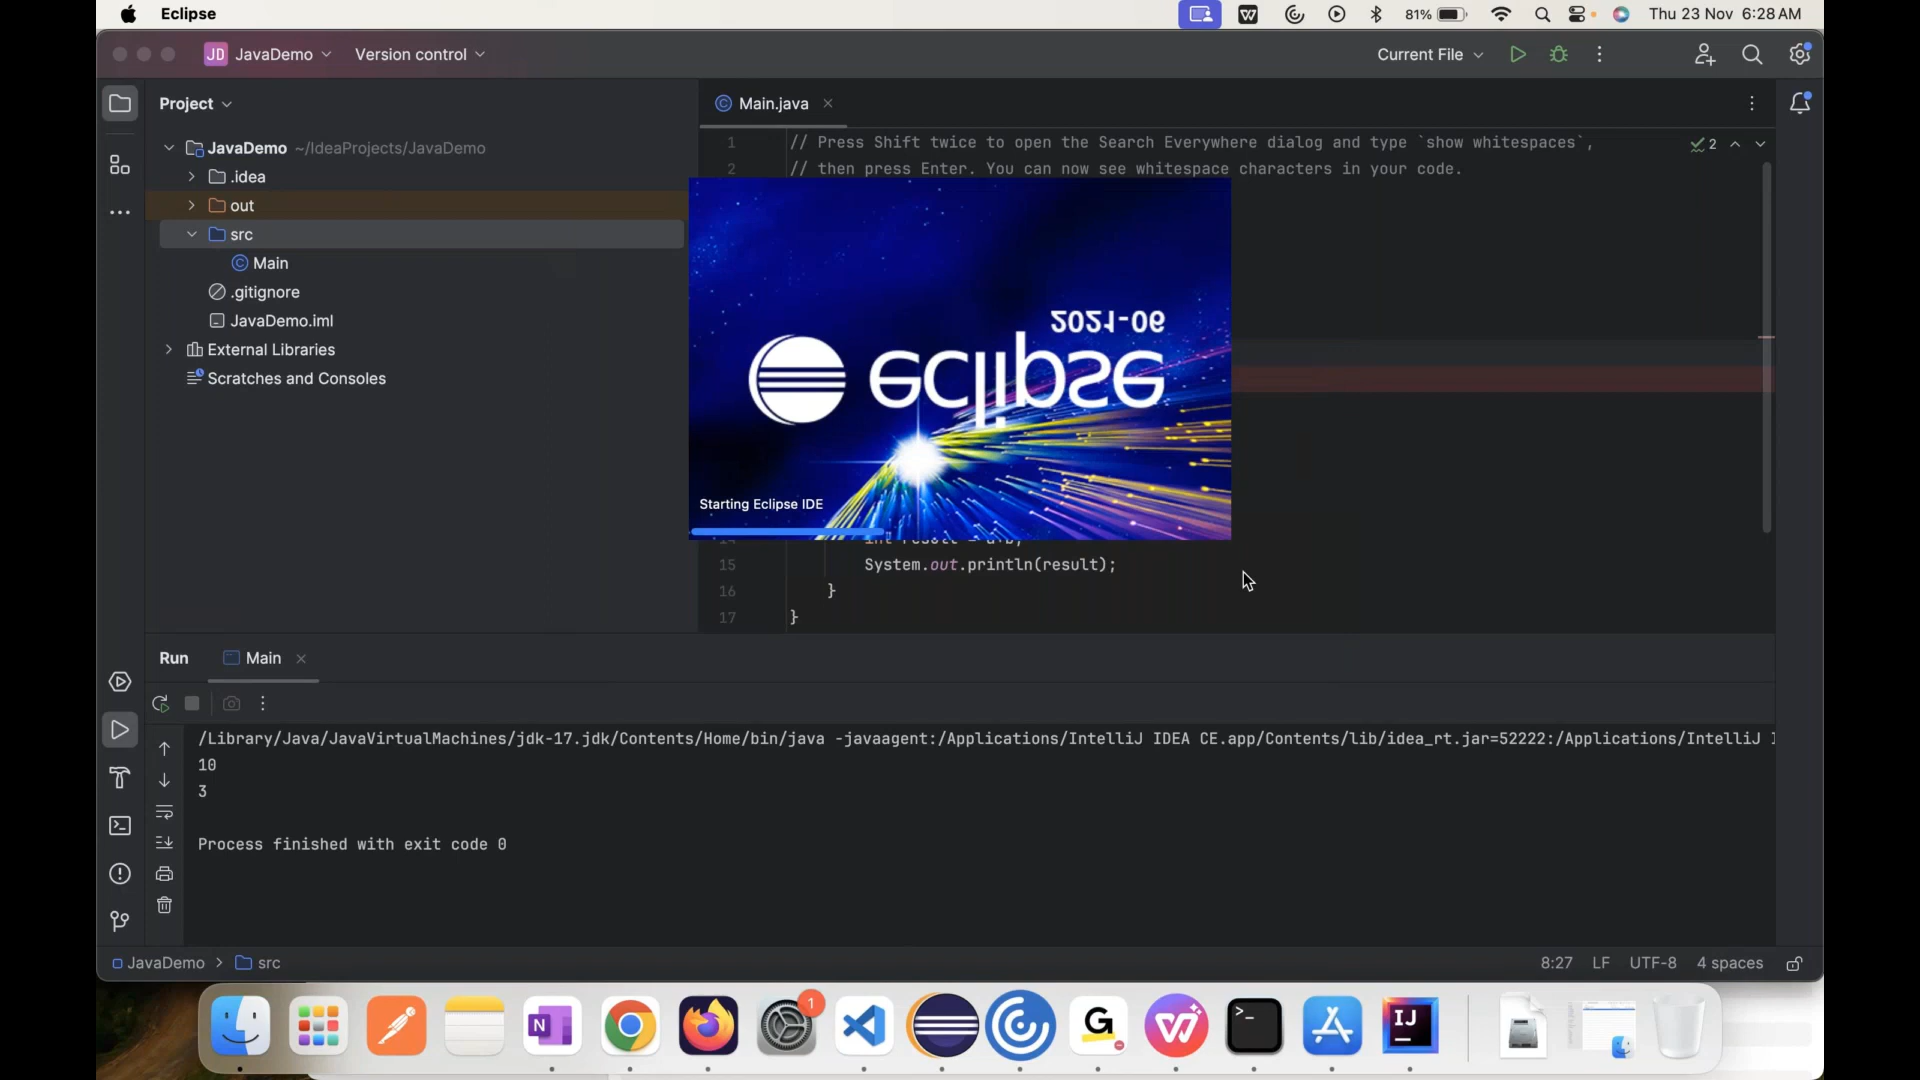 Eclipse
81%
Thu 23 Nov 6:28 AM
JD JavaDemo
Version control
Current File
Project
Main.java
JavaDemo ~/IdeaProjects/JavaDemo
.idea
out
src
Main
.gitignore
JavaDemo.iml
External Libraries
Scratches and Consoles
1 // Press Shift twice to open the Search Everywhere dialog and type `show whitespaces`,
2 // then press Enter. You can now see whitespace characters in your code.
2
2021-06
eclipse
Starting Eclipse IDE
15 System.out.println(result);
16 }
17 }
Run
Main
/Library/Java/JavaVirtualMachines/jdk-17.jdk/Contents/Home/bin/java -javaagent:/Applications/IntelliJ IDEA CE.app/Contents/lib/idea_rt.jar=52222:/Applications/IntelliJ
10
3
Process finished with exit code 0
JavaDemo > src
8:27 LF UTF-8 4 spaces
N
1
G
IJ